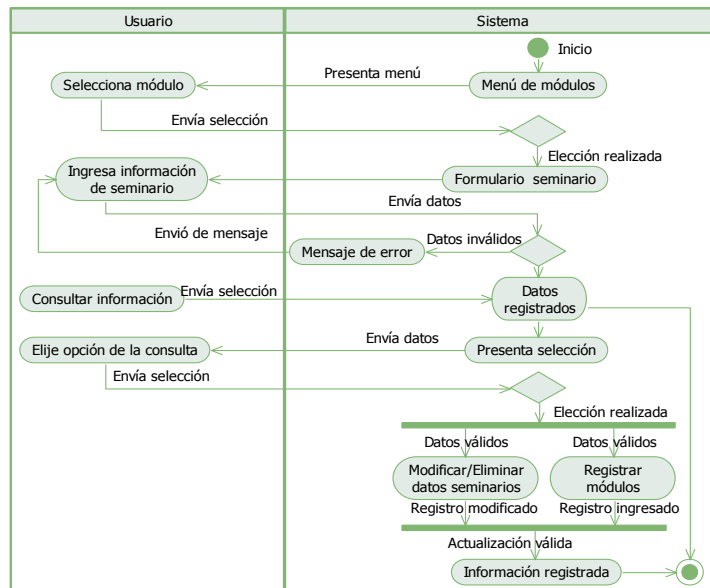 Usuario
Sistema
Inicio
Presenta menú
Selecciona módulo
Menú de módulos
Envía selección
Elección realizada
Ingresa información
de seminario
Formulario seminario
Envía datos
Envió de mensaje
Datos inválidos
Mensaje de error
Consultar información
Envía selección
Datos
registrados
Envía datos
Elije opción de la consulta
Presenta selección
Envía selección
Elección realizada
Datos válidos
Datos válidos
Modificar/Eliminar
datos seminarios
Registrar
módulos
Registro modificado
Registro ingresado
Actualización válida
Información registrada